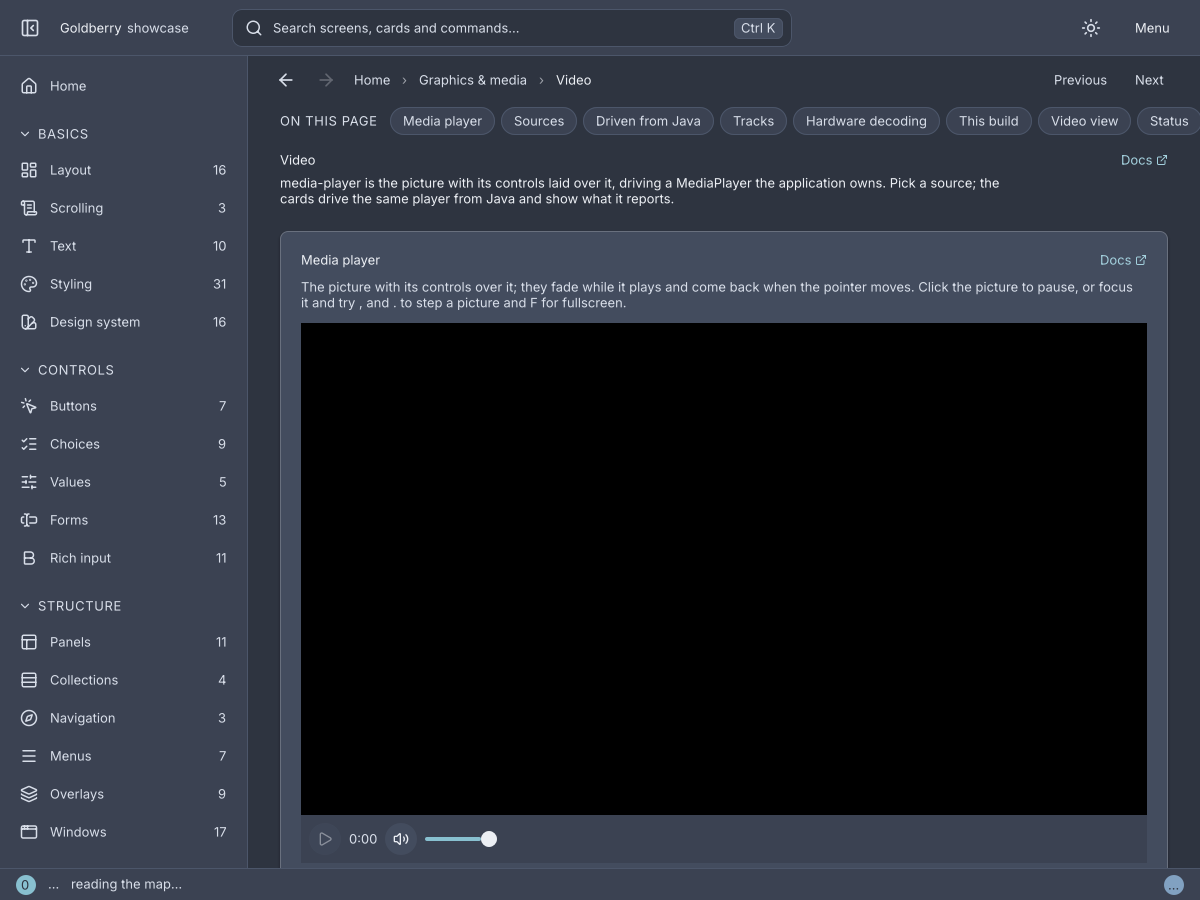 Goldberry showcase
Search screens, cards and commands...
Ctrl K
Menu
Home
BASICS
Layout 16
Scrolling 3
Text 10
Styling 31
Design system 16
CONTROLS
Buttons 7
Choices 9
Values 5
Forms 13
Rich input 11
STRUCTURE
Panels 11
Collections 4
Navigation 3
Menus 7
Overlays 9
Windows 17
Home › Graphics & media › Video
Previous Next
ON THIS PAGE Media player Sources Driven from Java Tracks Hardware decoding This build Video view Status
Video Docs
media-player is the picture with its controls laid over it, driving a MediaPlayer the application owns. Pick a source; the
cards drive the same player from Java and show what it reports.
Media player Docs
The picture with its controls over it; they fade while it plays and come back when the pointer moves. Click the picture to pause, or focus
it and try , and . to step a picture and F for fullscreen.
0:00
0 ... reading the map... ...